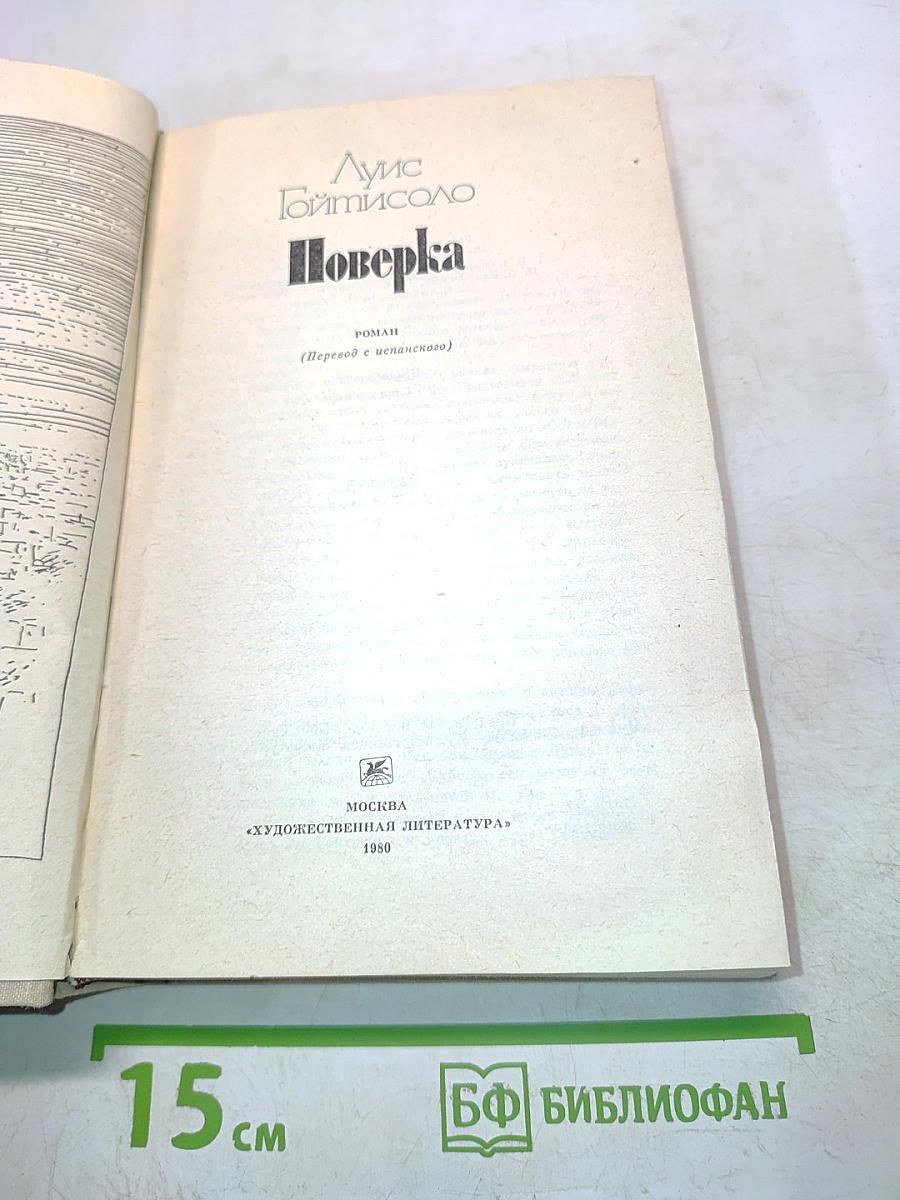 Луис
Гойтисоло
Поверка
РОМАН
(Перевод с испанского)
МОСКВА
«ХУДОЖЕСТВЕННАЯ ЛИТЕРАТУРА»
1980
15 см
БФ БИБЛИОФАН